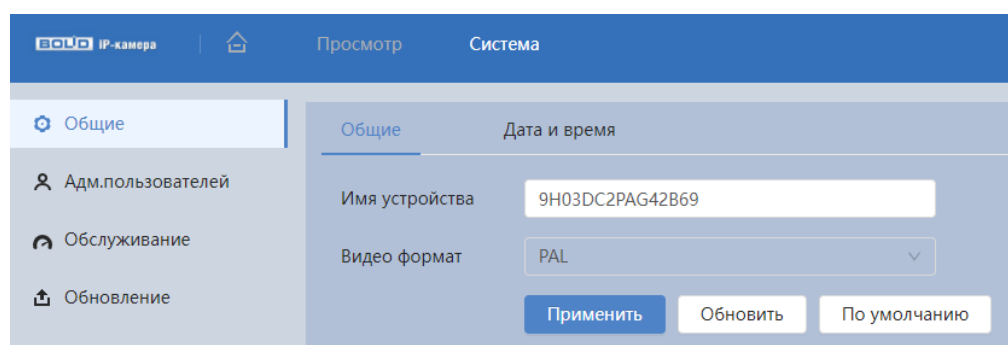 BOLID IP-камера Просмотр Система
Общие
Адм.пользователей
Обслуживание
Обновление
Общие Дата и время
Имя устройства 9H03DC2PAG42B69
Видео формат PAL
Применить Обновить По умолчанию